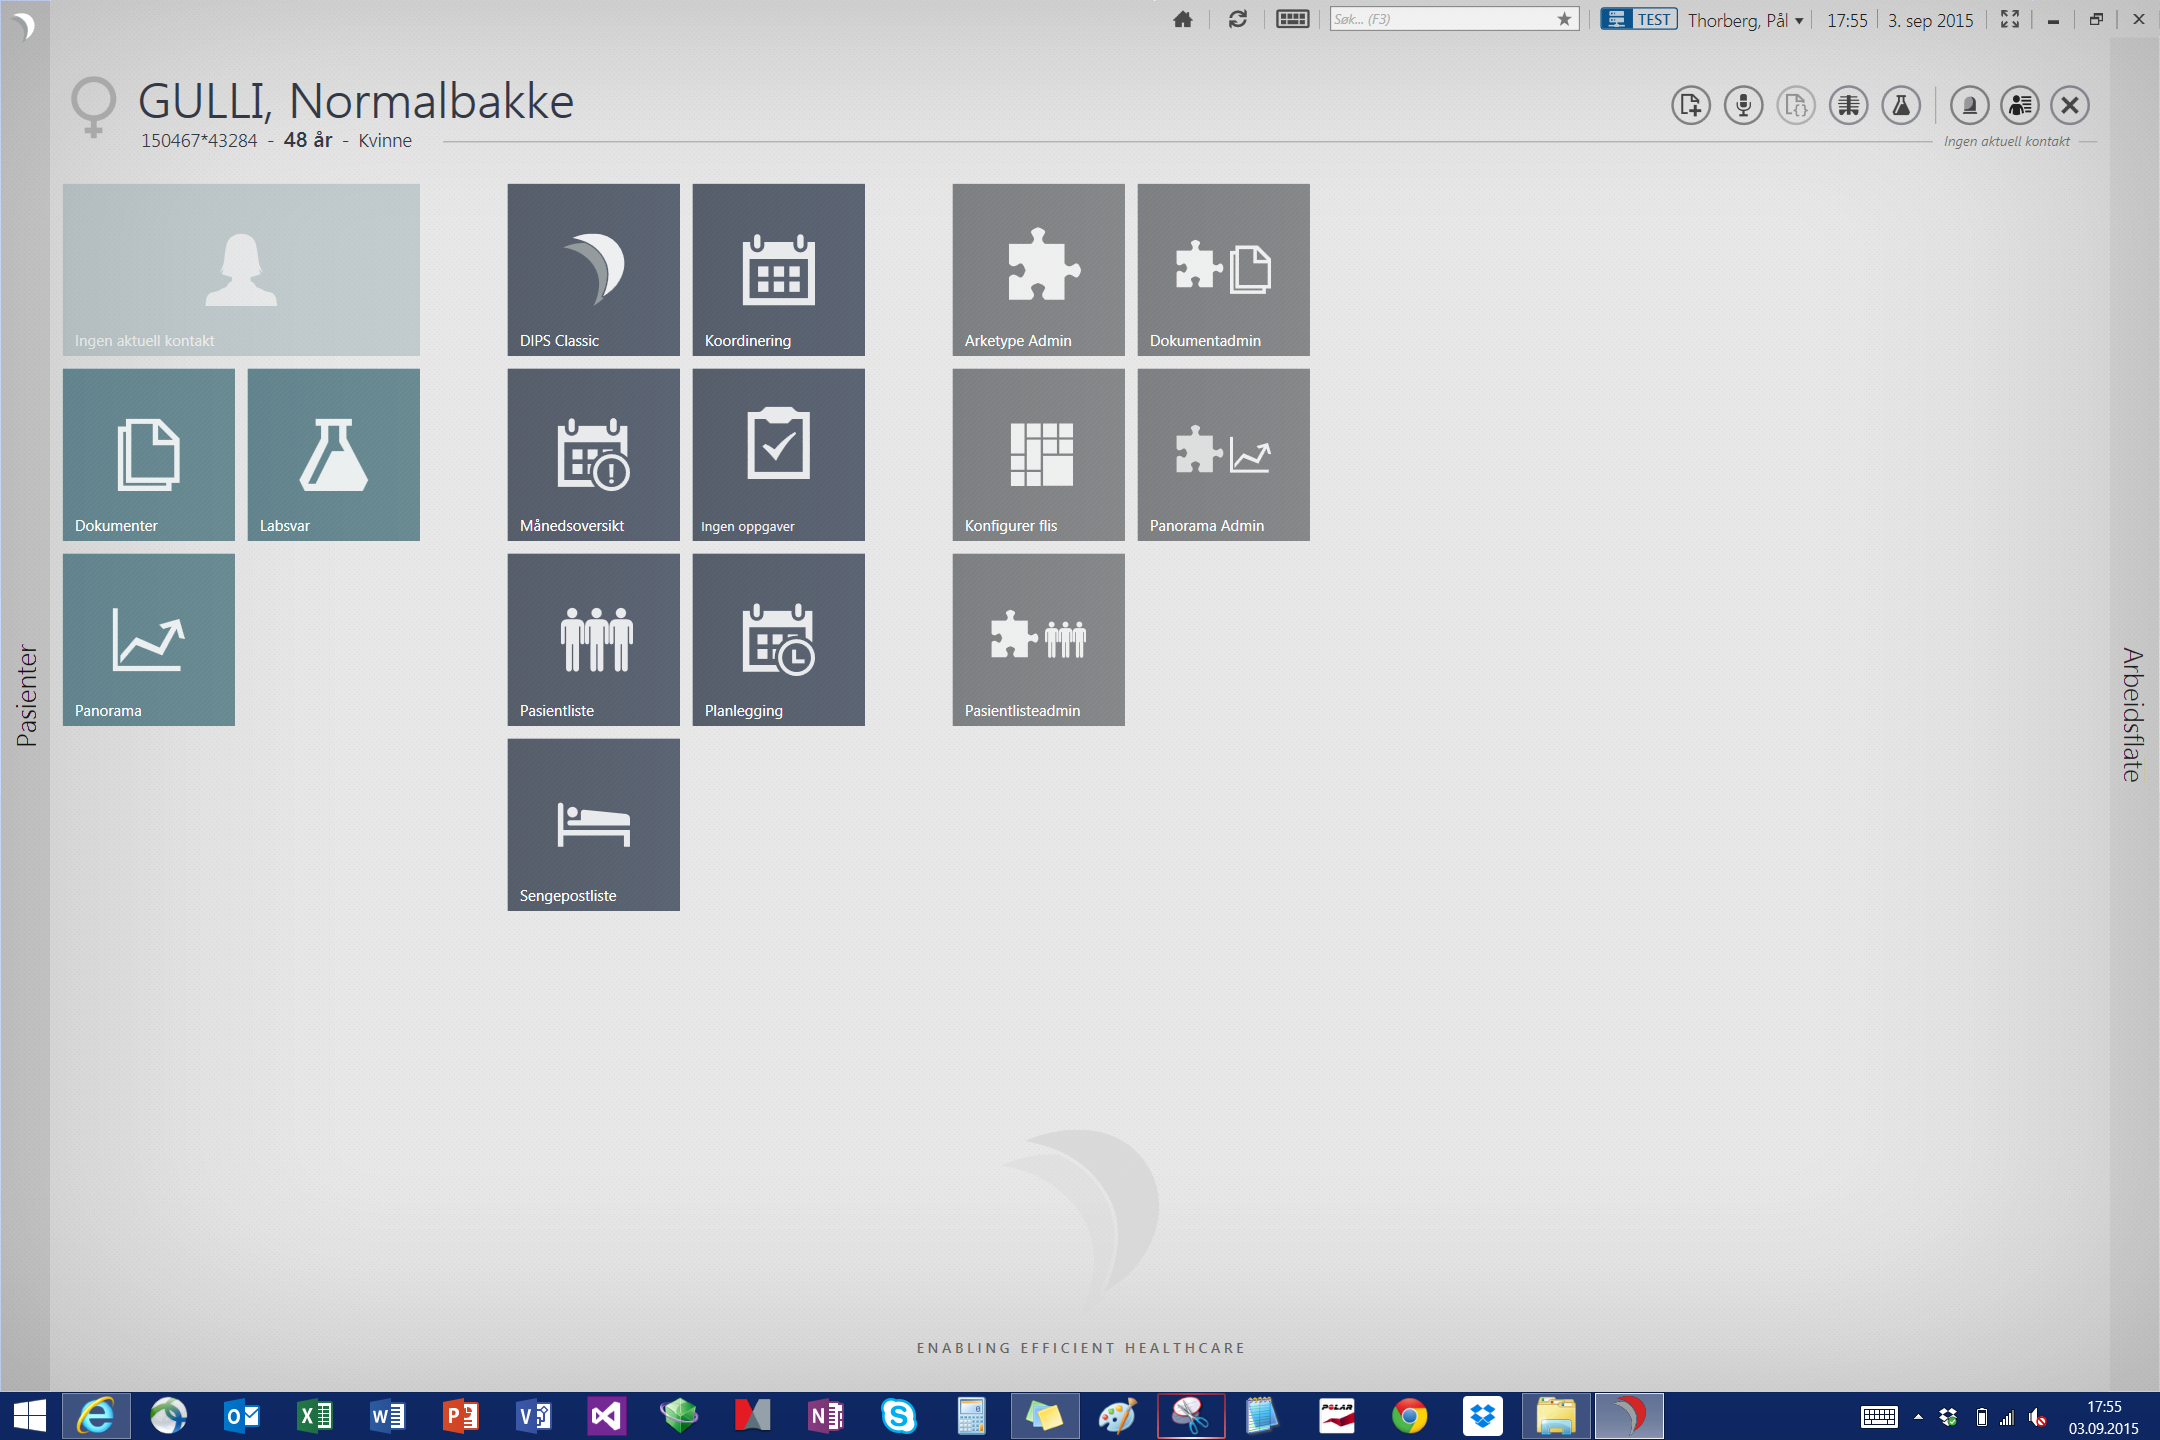 Søk... (F3)
TEST
Thorberg, Pål
17:55
3. sep 2015
GULLI, Normalbakke
150467*43284 - 48 år - Kvinne
Ingen aktuell kontakt
Ingen aktuell kontakt
DIPS Classic
Koordinering
Arketype Admin
Dokumentadmin
Dokumenter
Labsvar
Månedsoversikt
Ingen oppgaver
Konfigurer flis
Panorama Admin
Panorama
Pasientliste
Planlegging
Pasientlisteadmin
Sengepostliste
Pasienter
Arbeidsflate
ENABLING EFFICIENT HEALTHCARE
POLAR
17:55
03.09.2015